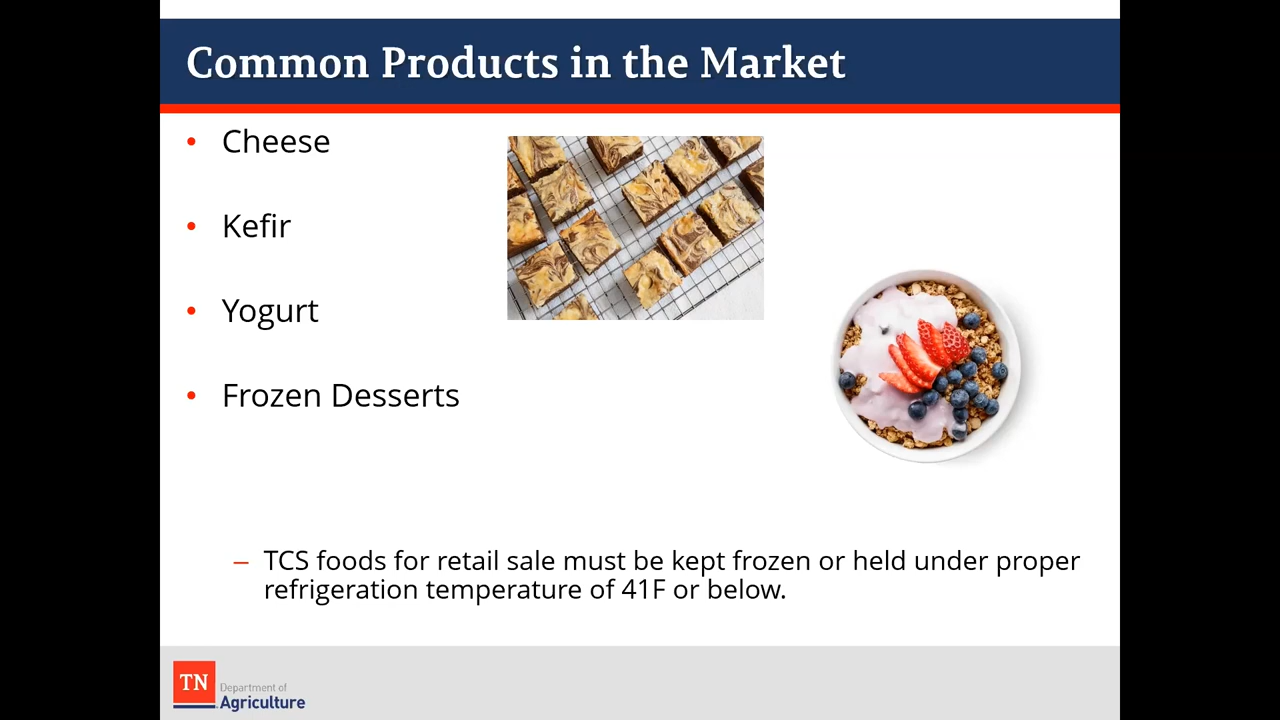 Common Products in the Market
• Cheese
• Kefir
• Yogurt
• Frozen Desserts
– TCS foods for retail sale must be kept frozen or held under proper
refrigeration temperature of 41F or below.
TN
Department of
Agriculture